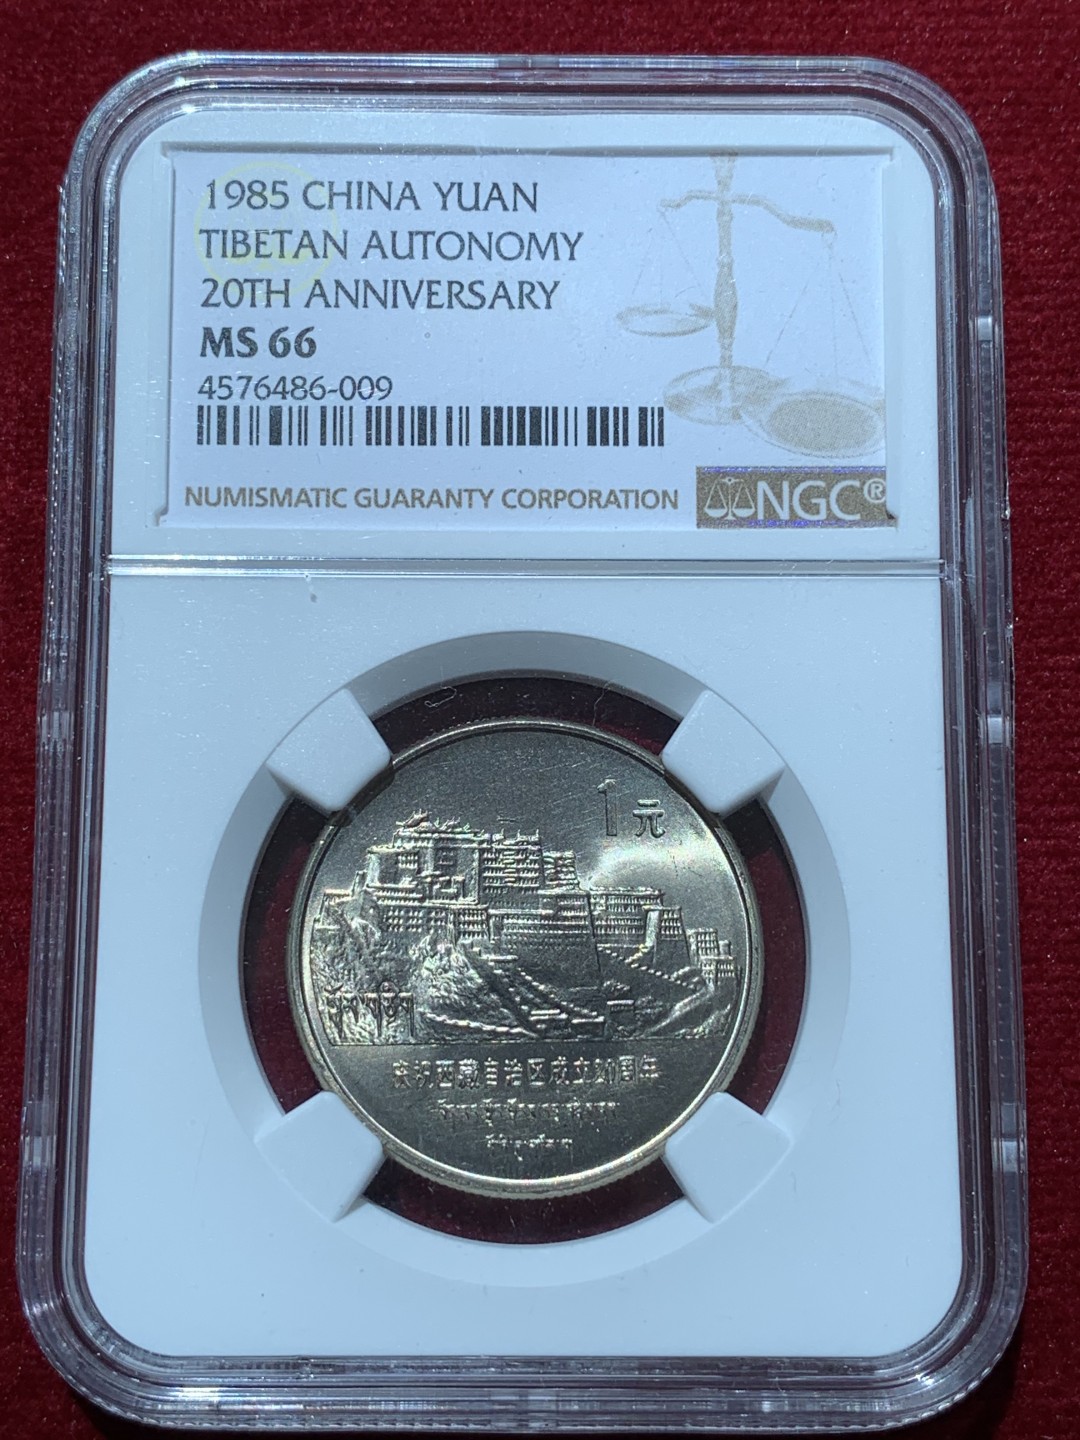 1985 CHINA YUAN
TIBETAN AUTONOMY
20TH ANNIVERSARY
MS 66
4576486-009
NUMISMATIC GUARANTY CORPORATION
NGC®
1元
庆祝西藏自治区成立20周年